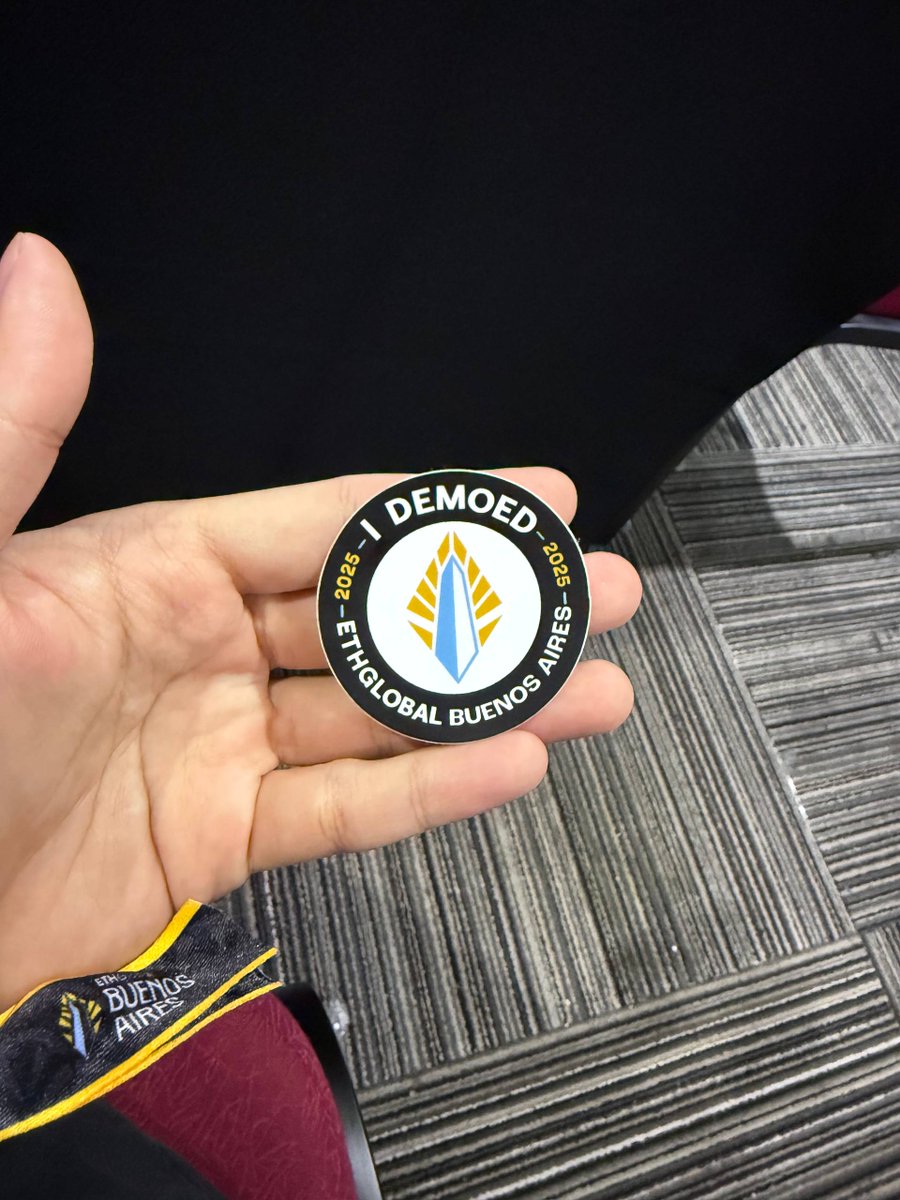 I DEMOED
2025
2025
ETHGLOBAL BUENOS AIRES
BUENOS
AIRES